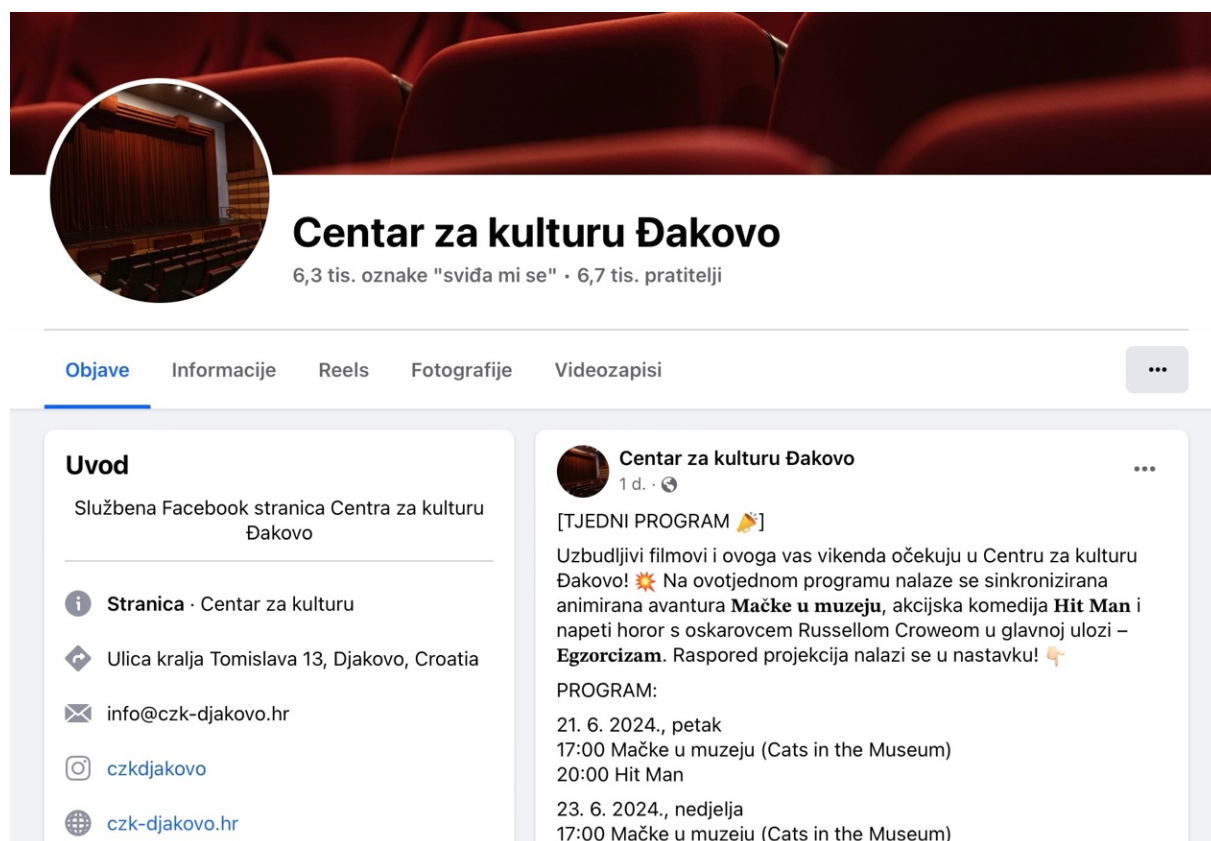 Centar za kulturu Đakovo
6,3 tis. oznake "sviđa mi se" · 6,7 tis. pratitelji
Objave Informacije Reels Fotografije Videozapisi
Uvod
Službena Facebook stranica Centra za kulturu
Đakovo
Stranica · Centar za kulturu
Ulica kralja Tomislava 13, Djakovo, Croatia
info@czk-djakovo.hr
czkdjakovo
czk-djakovo.hr
Centar za kulturu Đakovo
1 d. ·
[TJEDNI PROGRAM 🎉]
Uzbudljivi filmovi i ovoga vas vikenda očekuju u Centru za kulturu
Đakovo! 💥 Na ovotjednom programu nalaze se sinkronizirana
animirana avantura Mačke u muzeju, akcijska komedija Hit Man i
napeti horor s oskarovcem Russellom Croweom u glavnoj ulozi –
Egzorcizam. Raspored projekcija nalazi se u nastavku! 👇🏻
PROGRAM:
21. 6. 2024., petak
17:00 Mačke u muzeju (Cats in the Museum)
20:00 Hit Man
23. 6. 2024., nedjelja
17:00 Mačke u muzeju (Cats in the Museum)